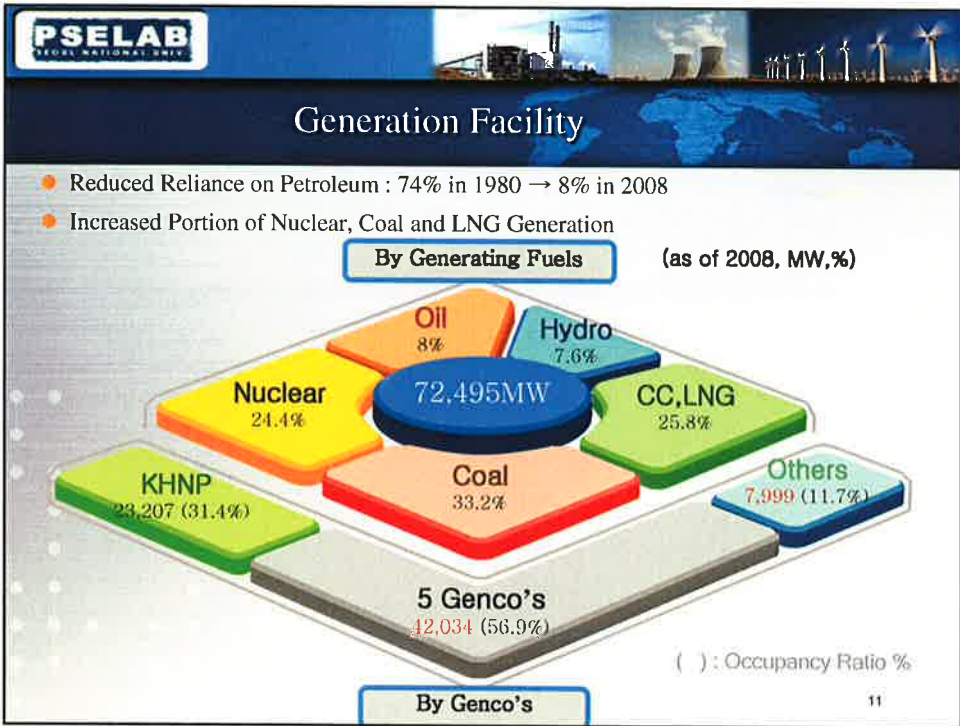 PSELAB
SEOUL NATIONAL UNIV.
Generation Facility
Reduced Reliance on Petroleum : 74% in 1980 → 8% in 2008
Increased Portion of Nuclear, Coal and LNG Generation
By Generating Fuels
(as of 2008, MW,%)
Oil
8%
Hydro
7.6%
Nuclear
24.4%
72,495MW
CC,LNG
25.8%
Coal
33.2%
KHNP
23,207 (31.4%)
Others
7,999 (11.7%)
5 Genco's
42,034 (56.9%)
( ) : Occupancy Ratio %
By Genco's
11